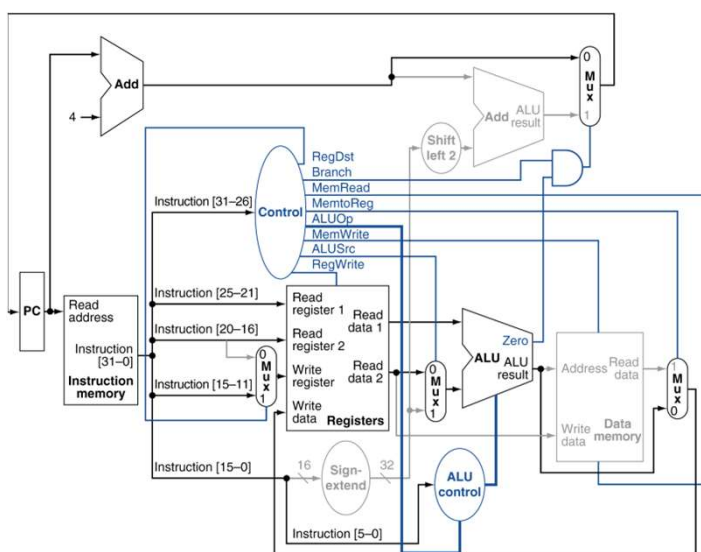 0
M
u
x
1
Add
4
Add
ALU
result
Shift
left 2
RegDst
Branch
MemRead
MemtoReg
ALUOp
MemWrite
ALUSrc
RegWrite
Control
Instruction [31–26]
Instruction [25–21]
Instruction [20–16]
Instruction [15–11]
Instruction [15–0]
Instruction [5–0]
PC
Read
address
Instruction
[31–0]
Instruction
memory
0
M
u
x
1
Read
register 1
Read
register 2
Write
register
Write
data
Read
data 1
Read
data 2
Registers
16
Sign-
extend
32
0
M
u
x
1
Zero
ALU
ALU
result
ALU
control
Address
Read
data
Write
data
Data
memory
1
M
u
x
0